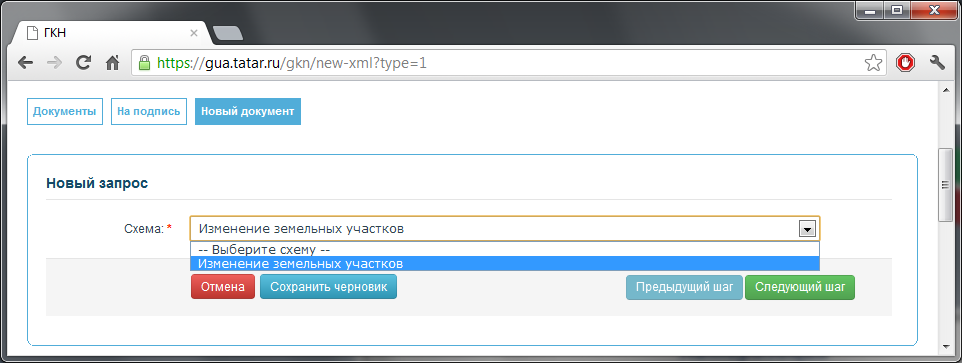 ГКН
https://gua.tatar.ru/gkn/new-xml?type=1
Документы На подпись Новый документ
Новый запрос
Схема: * Изменение земельных участков
-- Выберите схему --
Изменение земельных участков
Отмена Сохранить черновик Предыдущий шаг Следующий шаг